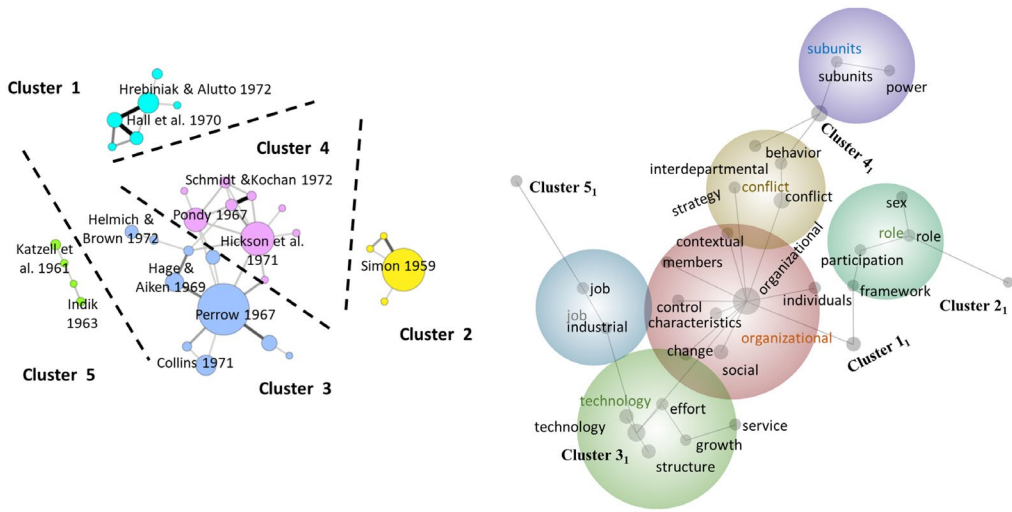 Cluster 1
Hrebiniak & Alutto 1972
Hall et al. 1970
Cluster 4
Schmidt &Kochan 1972
Pondy 1967
Helmich &
Brown 1972
Hickson et al.
1971
Katzell et
al. 1961
Hage &
Aiken 1969
Simon 1959
Indik
1963
Perrow 1967
Cluster 2
Collins 1971
Cluster 5
Cluster 3
subunits
subunits
power
Cluster 4₁
behavior
interdepartmental
conflict
strategy
conflict
Cluster 5₁
sex
role
role
contextual
organizational
participation
members
job
framework
individuals
control
Cluster 2₁
job
industrial
characteristics
organizational
change
Cluster 1₁
social
technology
effort
technology
service
growth
Cluster 3₁
structure